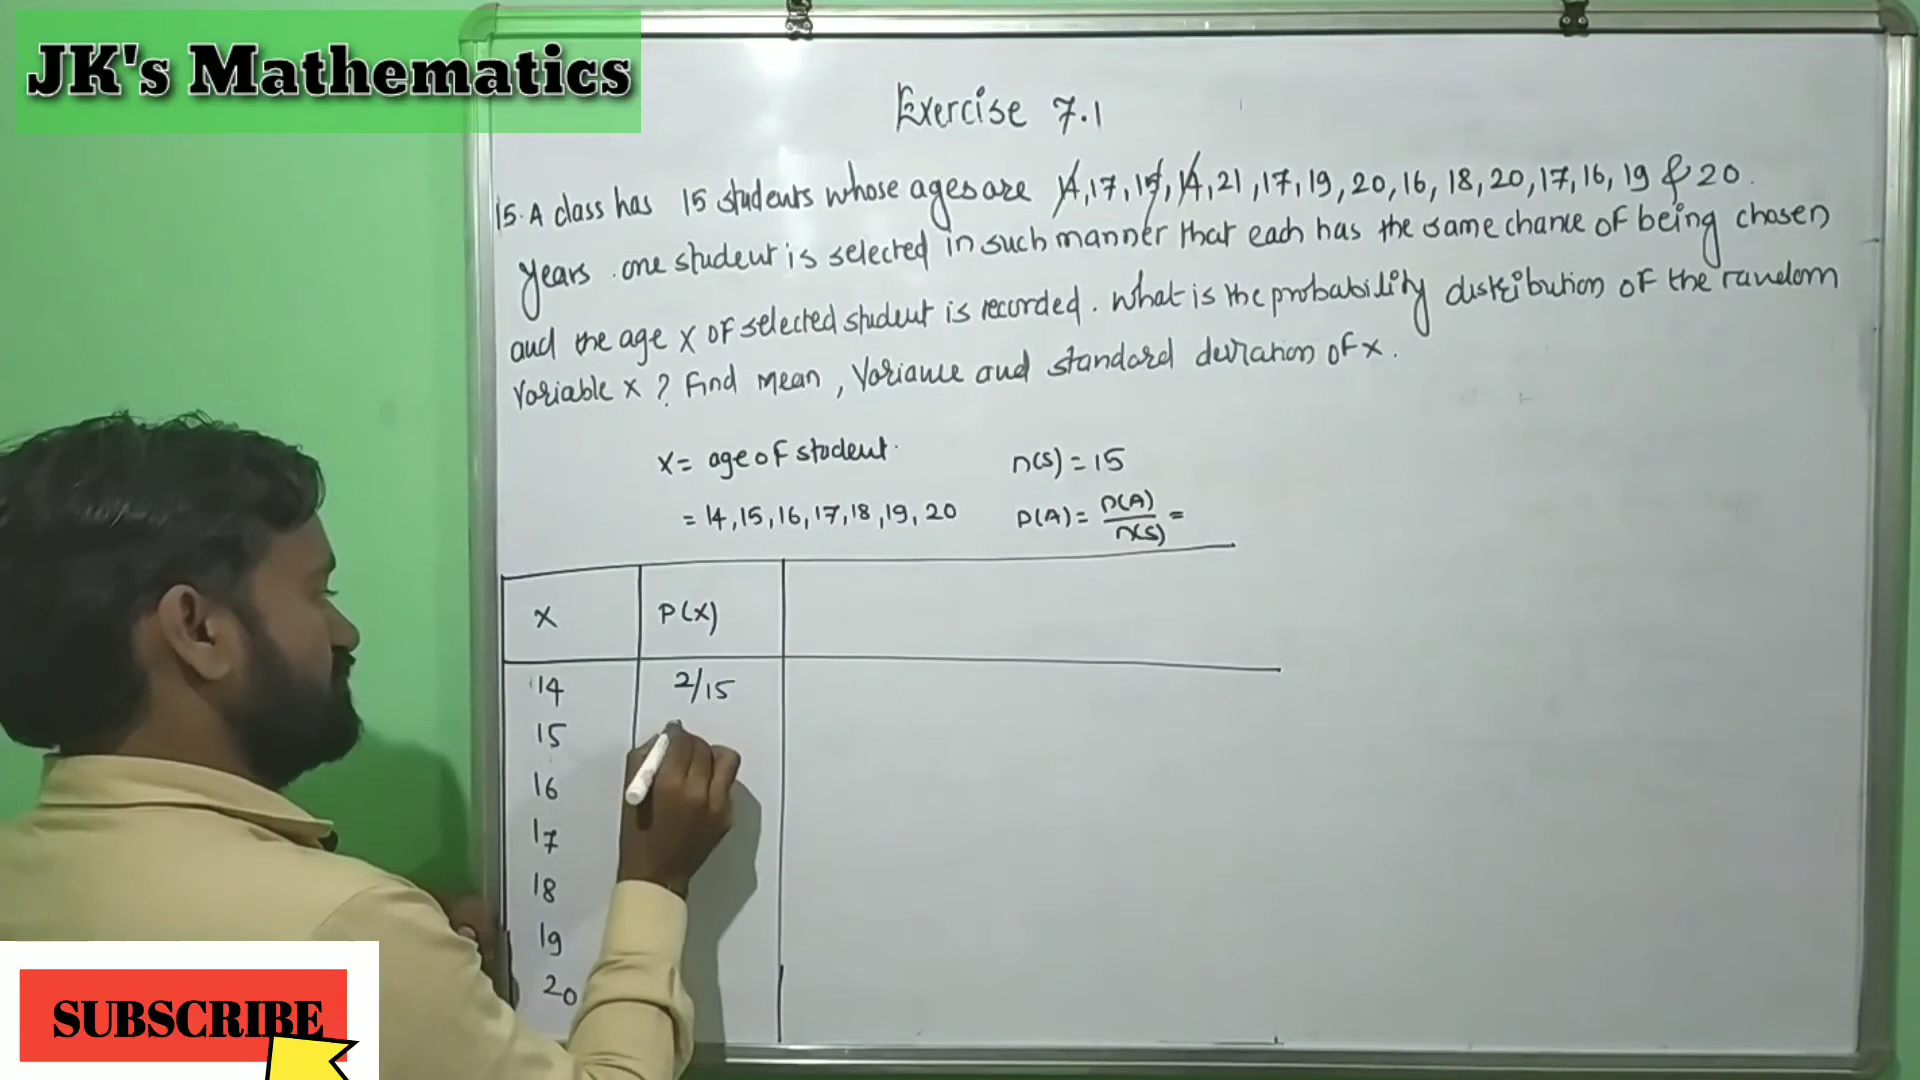 JK's Mathematics
Exercise 7.1
15. A class has 15 students whose ages are 14, 17, 15, 14, 21, 17, 19, 20, 16, 18, 20, 17, 16, 19 & 20.
years. one student is selected in such manner that each has the same chance of being chosen
and the age X of selected student is recorded. What is the probability distribution of the random
variable X? Find mean, variance and standard deviation of X.
X = age of student.
n(s) = 15
= 14, 15, 16, 17, 18, 19, 20
P(A) = n(A)/n(s) =
X P(X)
14 2/15
15
16
17
18
19
20
SUBSCRIBE